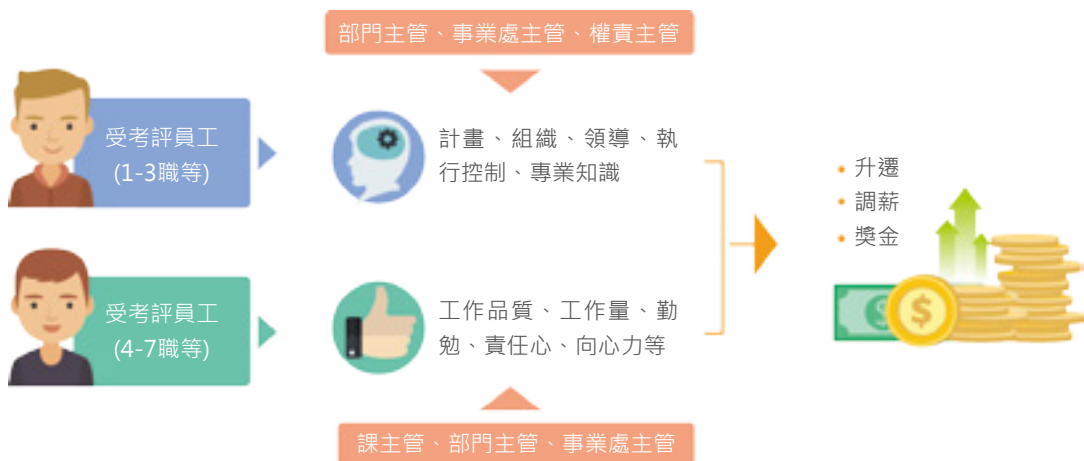 部門主管、事業處主管、權責主管
受考評員工
(1-3職等)
計畫、組織、領導、執
行控制、專業知識
受考評員工
(4-7職等)
工作品質、工作量、勤
勉、責任心、向心力等
課主管、部門主管、事業處主管
• 升遷
• 調薪
• 獎金
$
$